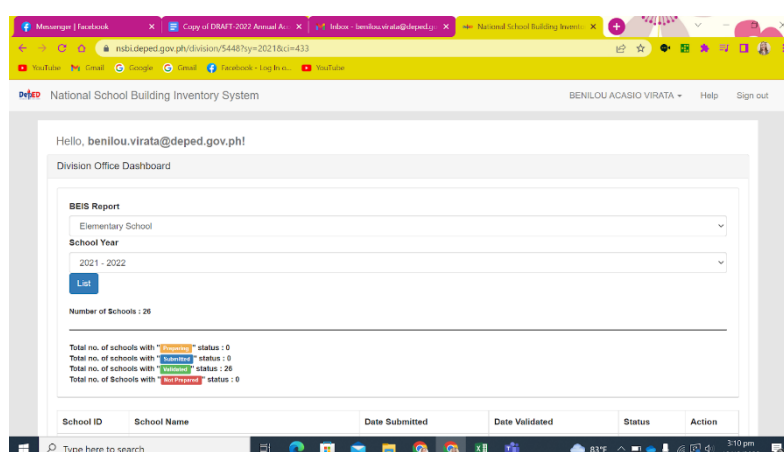 Messenger | Facebook
Copy of DRAFT-2022 Annual Ac
Inbox - benilou.virata@deped.go
National School Building Invento
nsbi.deped.gov.ph/division/5448?sy=2021&ci=433
YouTube Gmail Google Gmail Facebook - Log In o... YouTube
DepED National School Building Inventory System BENILOU ACASIO VIRATA Help Sign out
Hello, benilou.virata@deped.gov.ph!
Division Office Dashboard
BEIS Report
Elementary School
School Year
2021 - 2022
List
Number of Schools : 26
Total no. of schools with "Preparing" status : 0
Total no. of schools with "Submitted" status : 0
Total no. of schools with "Validated" status : 26
Total no. of Schools with "Not Prepared" status : 0
School ID School Name Date Submitted Date Validated Status Action
Type here to search 83°F 3:10 pm